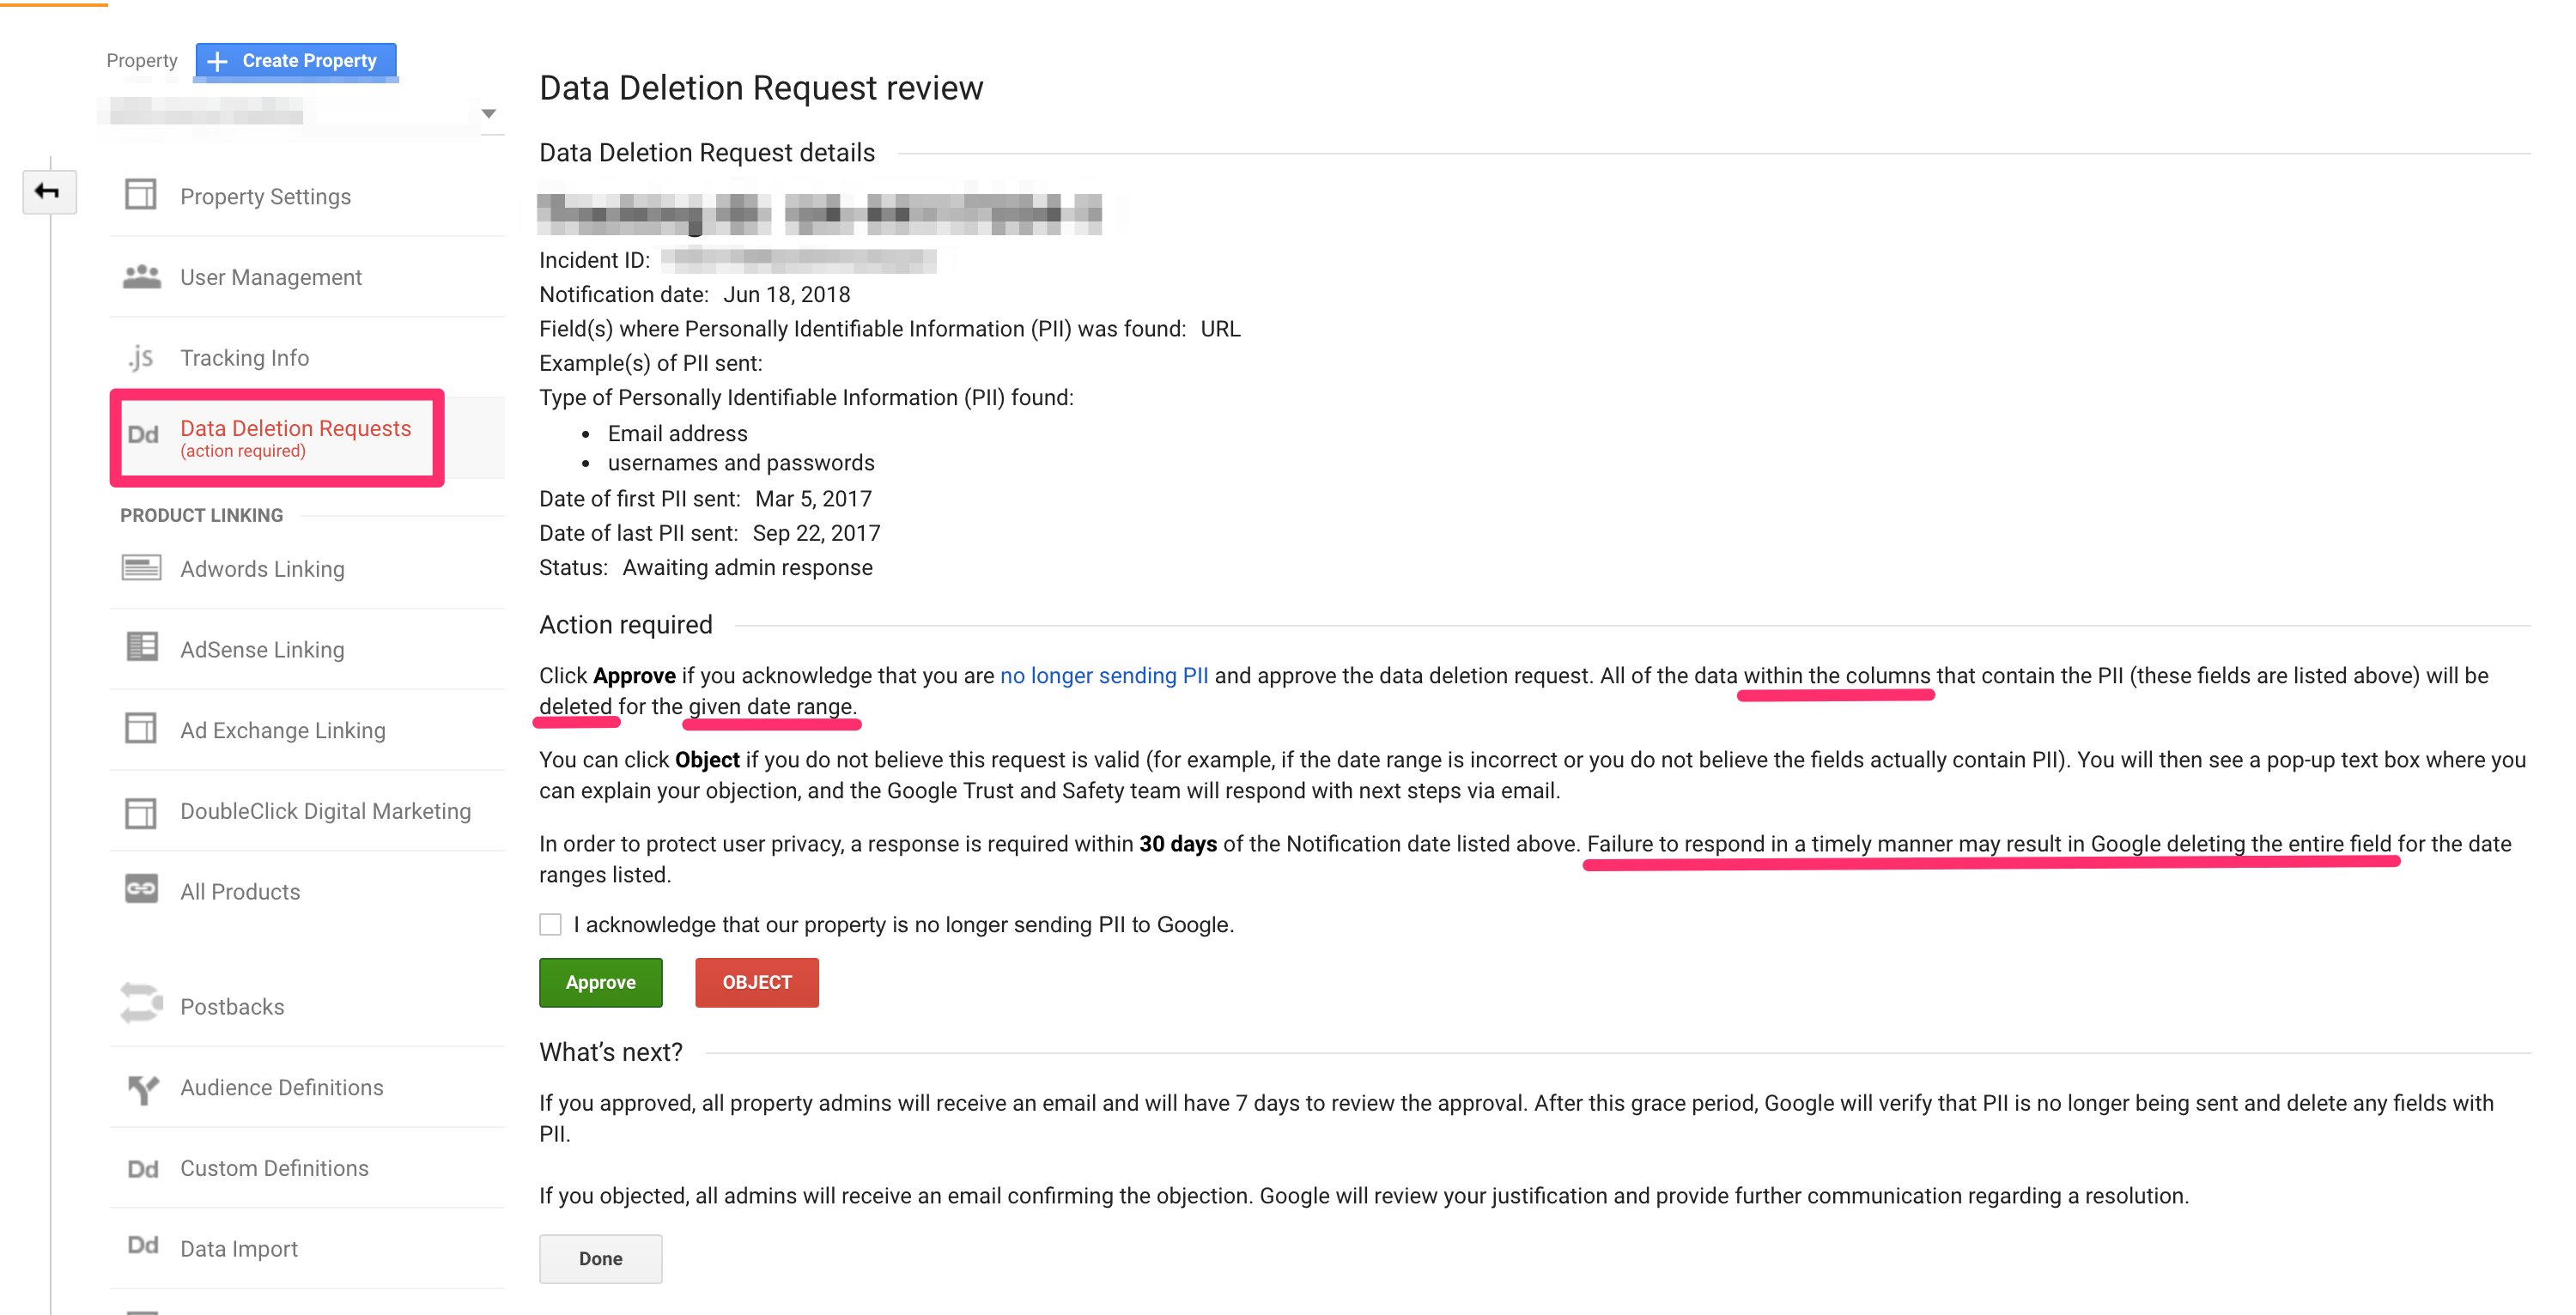 Property
Create Property
Property Settings
User Management
.js Tracking Info
Dd Data Deletion Requests
(action required)
PRODUCT LINKING
Adwords Linking
AdSense Linking
Ad Exchange Linking
DoubleClick Digital Marketing
All Products
Postbacks
Audience Definitions
Dd Custom Definitions
Dd Data Import
Data Deletion Request review
Data Deletion Request details
Incident ID:
Notification date: Jun 18, 2018
Field(s) where Personally Identifiable Information (PII) was found: URL
Example(s) of PII sent:
Type of Personally Identifiable Information (PII) found:
• Email address
• usernames and passwords
Date of first PII sent: Mar 5, 2017
Date of last PII sent: Sep 22, 2017
Status: Awaiting admin response
Action required
Click Approve if you acknowledge that you are no longer sending PII and approve the data deletion request. All of the data within the columns that contain the PII (these fields are listed above) will be
deleted for the given date range.
You can click Object if you do not believe this request is valid (for example, if the date range is incorrect or you do not believe the fields actually contain PII). You will then see a pop-up text box where you
can explain your objection, and the Google Trust and Safety team will respond with next steps via email.
In order to protect user privacy, a response is required within 30 days of the Notification date listed above. Failure to respond in a timely manner may result in Google deleting the entire field for the date
ranges listed.
I acknowledge that our property is no longer sending PII to Google.
Approve
OBJECT
What's next?
If you approved, all property admins will receive an email and will have 7 days to review the approval. After this grace period, Google will verify that PII is no longer being sent and delete any fields with
PII.
If you objected, all admins will receive an email confirming the objection. Google will review your justification and provide further communication regarding a resolution.
Done